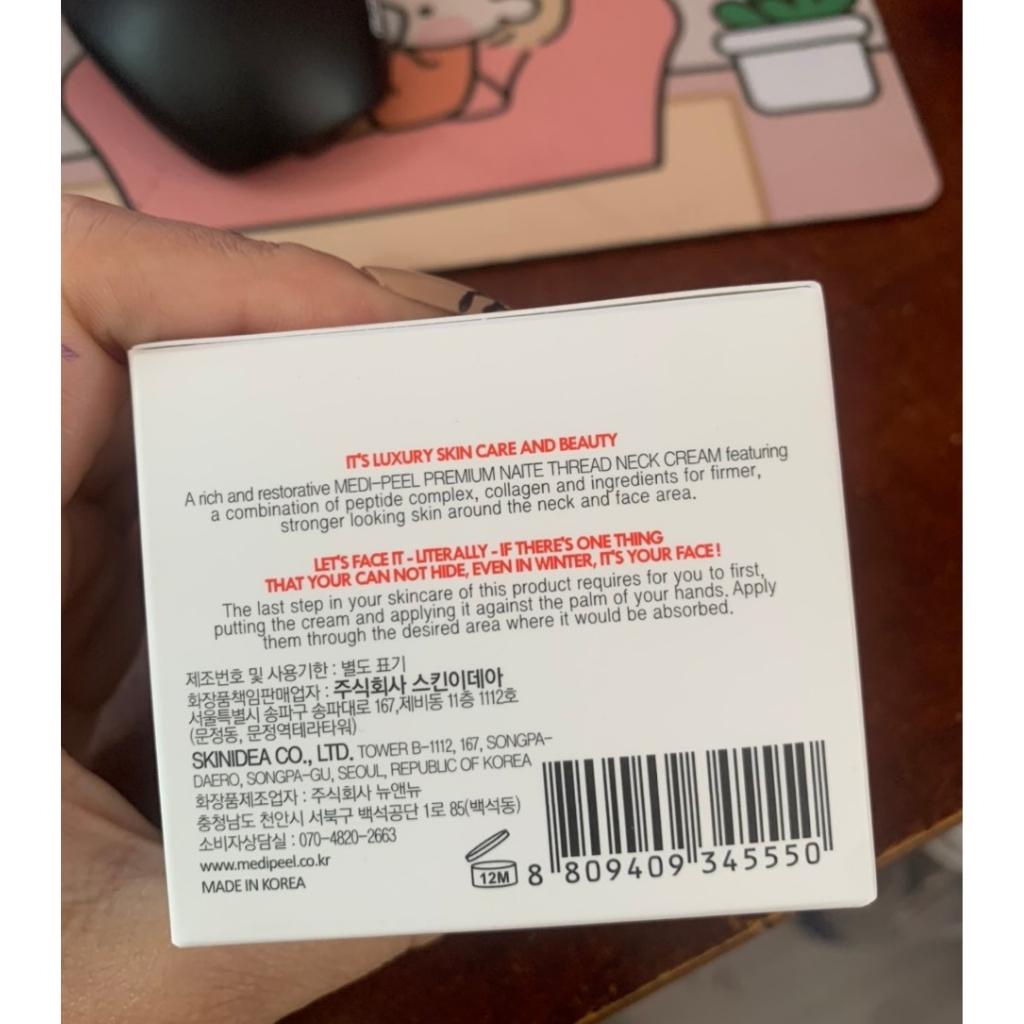 IT'S LUXURY SKIN CARE AND BEAUTY
A rich and restorative MEDI-PEEL PREMIUM NAITE THREAD NECK CREAM featuring
a combination of peptide complex, collagen and ingredients for firmer,
stronger looking skin around the neck and face area.
LET'S FACE IT - LITERALLY - IF THERE'S ONE THING
THAT YOUR CAN NOT HIDE, EVEN IN WINTER, IT'S YOUR FACE !
The last step in your skincare of this product requires for you to first,
putting the cream and applying it against the palm of your hands. Apply
them through the desired area where it would be absorbed.
제조번호 및 사용기한 : 별도 표기
화장품책임판매업자 : 주식회사 스킨이데아
서울특별시 송파구 송파대로 167,제비동 11층 1112호
(문정동, 문정역테라타워)
SKINIDEA CO., LTD. TOWER B-1112, 167, SONGPA-
DAERO, SONGPA-GU, SEOUL, REPUBLIC OF KOREA
화장품제조업자 : 주식회사 뉴앤뉴
충청남도 천안시 서북구 백석공단 1로 85(백석동)
소비자상담실 : 070-4820-2663
www.medipeel.co.kr
MADE IN KOREA
12M
8 809409 345550